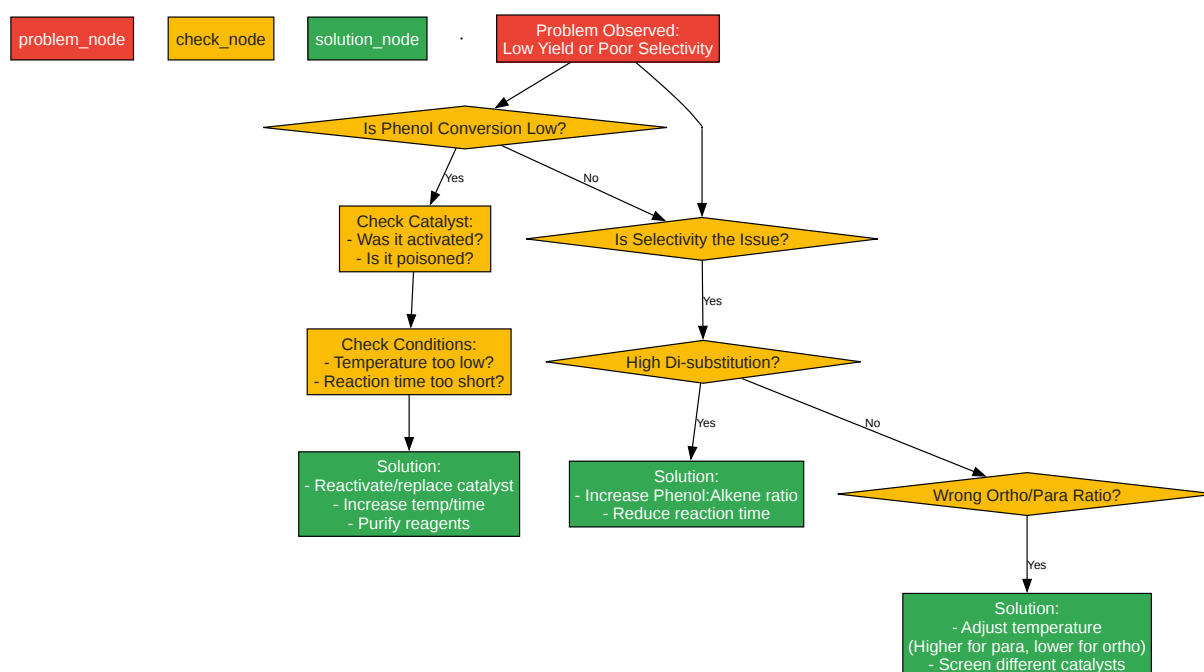 problem_node
check_node
solution_node
.
Problem Observed:
Low Yield or Poor Selectivity
Is Phenol Conversion Low?
Yes
No
Check Catalyst:
- Was it activated?
- Is it poisoned?
Is Selectivity the Issue?
Yes
Check Conditions:
- Temperature too low?
- Reaction time too short?
High Di-substitution?
Yes
No
Solution:
- Reactivate/replace catalyst
- Increase temp/time
- Purify reagents
Solution:
- Increase Phenol:Alkene ratio
- Reduce reaction time
Wrong Ortho/Para Ratio?
Yes
Solution:
- Adjust temperature
(Higher for para, lower for ortho)
- Screen different catalysts